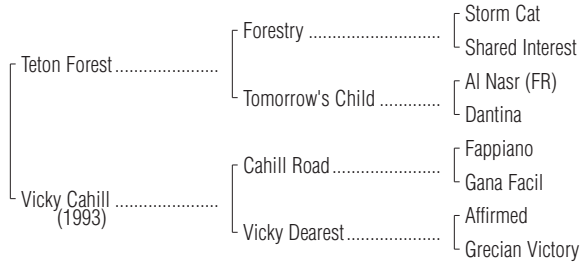 Storm Cat
Forestry ........................
Shared Interest
Teton Forest .......................
Al Nasr (FR)
Tomorrow's Child .............
Dantina
Fappiano
Cahill Road .....................
Gana Facil
Vicky Cahill .......................
(1993)
Affirmed
Vicky Dearest ...................
Grecian Victory